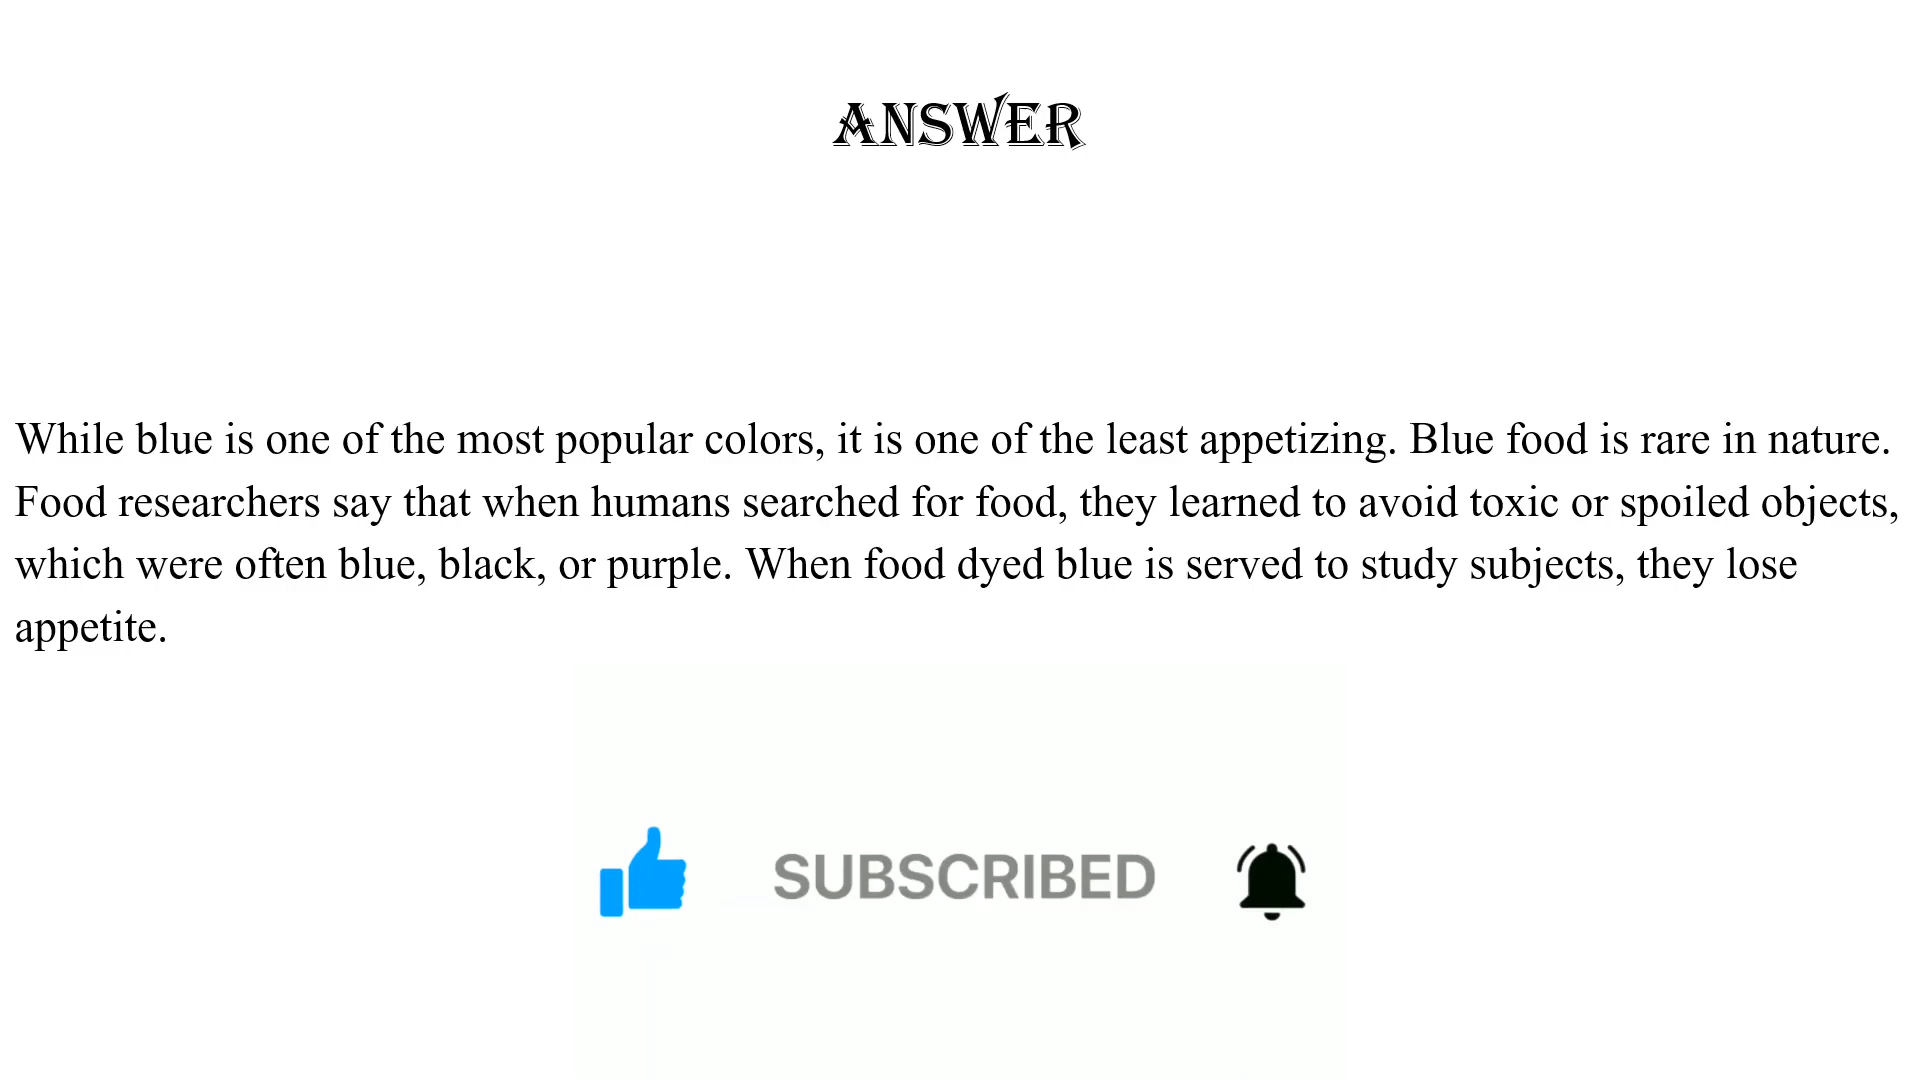 ANSWER
While blue is one of the most popular colors, it is one of the least appetizing. Blue food is rare in nature.
Food researchers say that when humans searched for food, they learned to avoid toxic or spoiled objects,
which were often blue, black, or purple. When food dyed blue is served to study subjects, they lose
appetite.
SUBSCRIBED